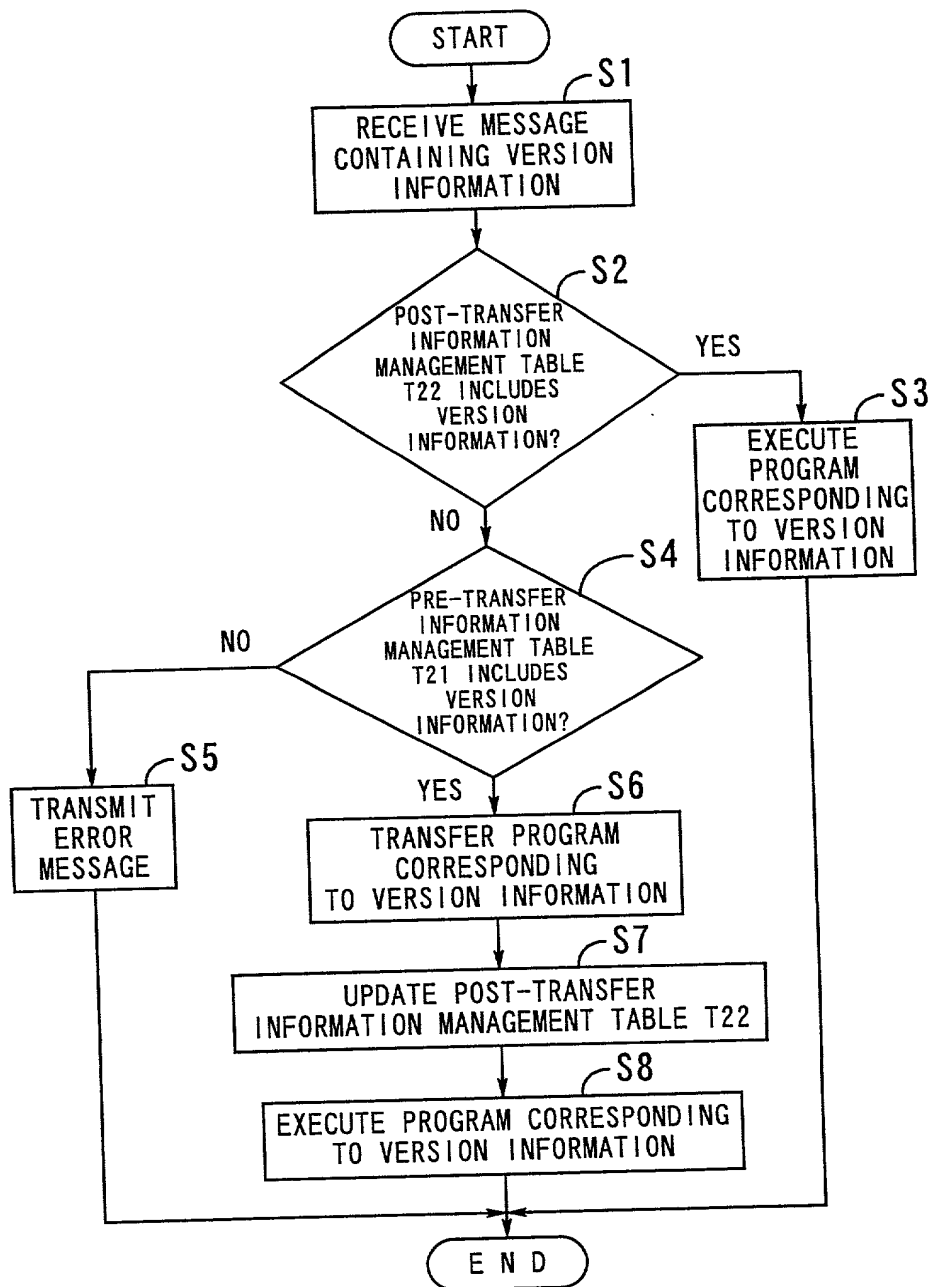 START
S1
RECEIVE MESSAGE
CONTAINING VERSION
INFORMATION
S2
POST-TRANSFER
INFORMATION
MANAGEMENT TABLE
T22 INCLUDES
VERSION
INFORMATION?
YES
S3
EXECUTE
PROGRAM
CORRESPONDING
TO VERSION
INFORMATION
NO
S4
PRE-TRANSFER
INFORMATION
MANAGEMENT TABLE
T21 INCLUDES
VERSION
INFORMATION?
NO
S5
TRANSMIT
ERROR
MESSAGE
YES
S6
TRANSFER PROGRAM
CORRESPONDING
TO VERSION INFORMATION
S7
UPDATE POST-TRANSFER
INFORMATION MANAGEMENT TABLE T22
S8
EXECUTE PROGRAM CORRESPONDING
TO VERSION INFORMATION
END